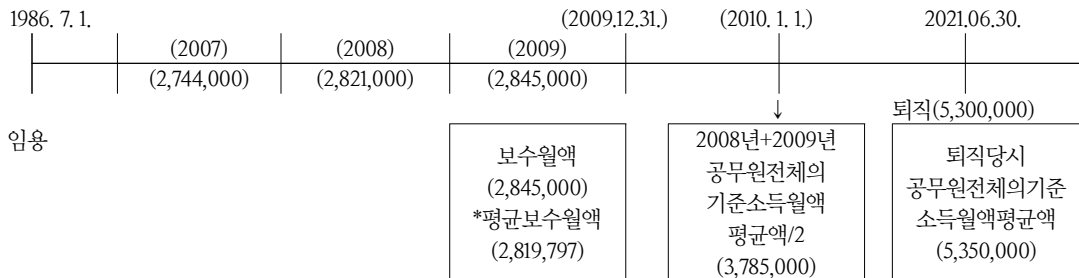 1986. 7. 1. (2009.12.31.) (2010. 1. 1.) 2021.06.30.
(2007) (2008) (2009)
(2,744,000) (2,821,000) (2,845,000)
↓ 퇴직(5,300,000)
임용
보수월액
(2,845,000)
*평균보수월액
(2,819,797)
2008년+2009년
공무원전체의
기준소득월액
평균액/2
(3,785,000)
퇴직당시
공무원전체의기준
소득월액평균액
(5,350,000)